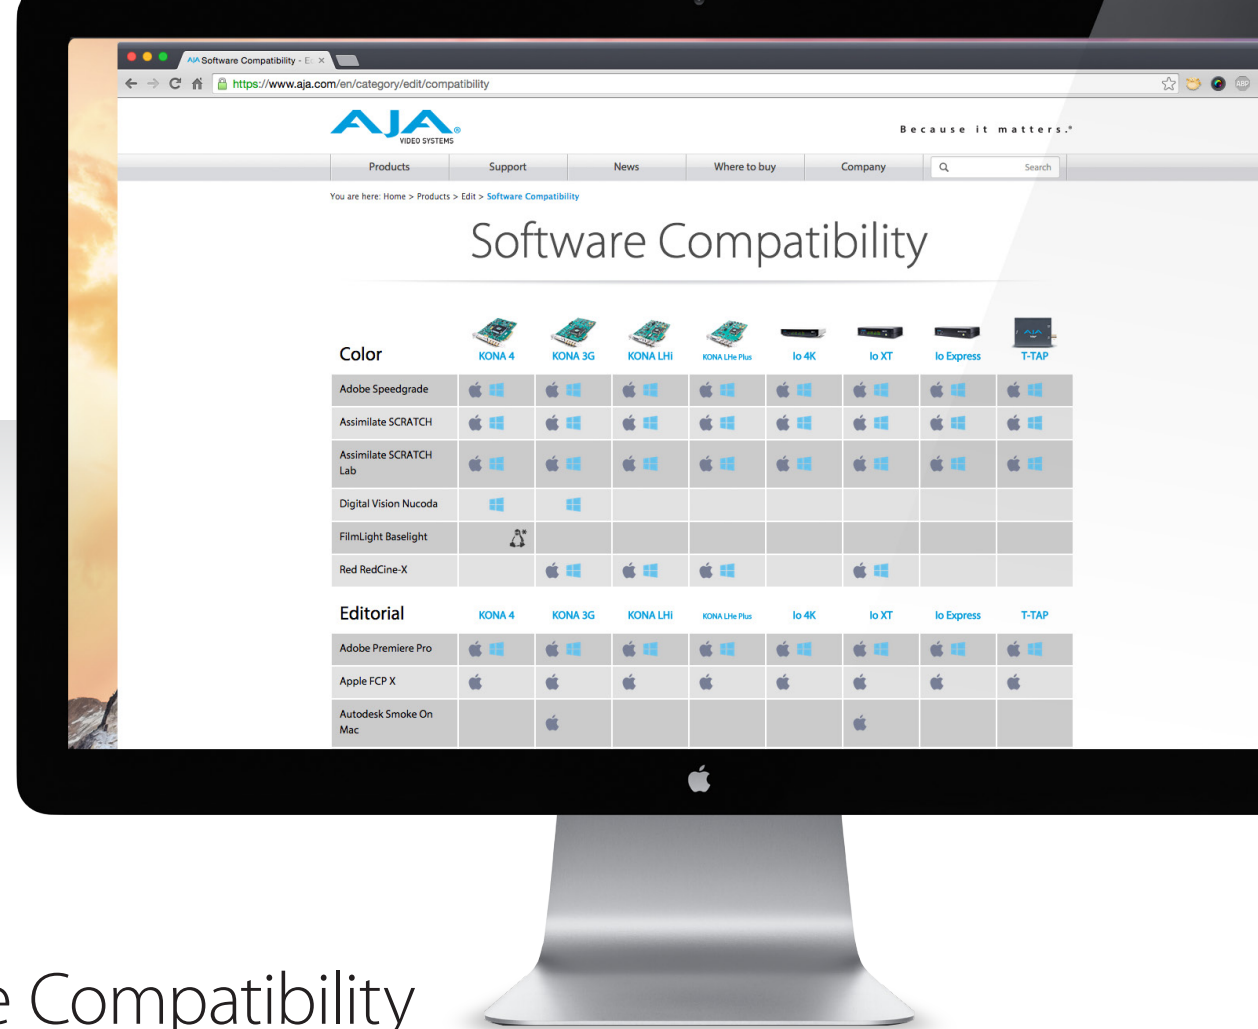 AJA Software Compatibility - Ec ×
https://www.aja.com/en/category/edit/compatibility
ABP
AJA®
VIDEO SYSTEMS
Because it matters.®
Products Support News Where to buy Company Search
You are here: Home > Products > Edit > Software Compatibility
Software Compatibility
Color KONA 4 KONA 3G KONA LHi KONA LHe Plus Io 4K Io XT Io Express T-TAP
Adobe Speedgrade
Assimilate SCRATCH
Assimilate SCRATCH
Lab
Digital Vision Nucoda
FilmLight Baselight *
Red RedCine-X
Editorial KONA 4 KONA 3G KONA LHi KONA LHe Plus Io 4K Io XT Io Express T-TAP
Adobe Premiere Pro
Apple FCP X
Autodesk Smoke On
Mac
e Compatibility